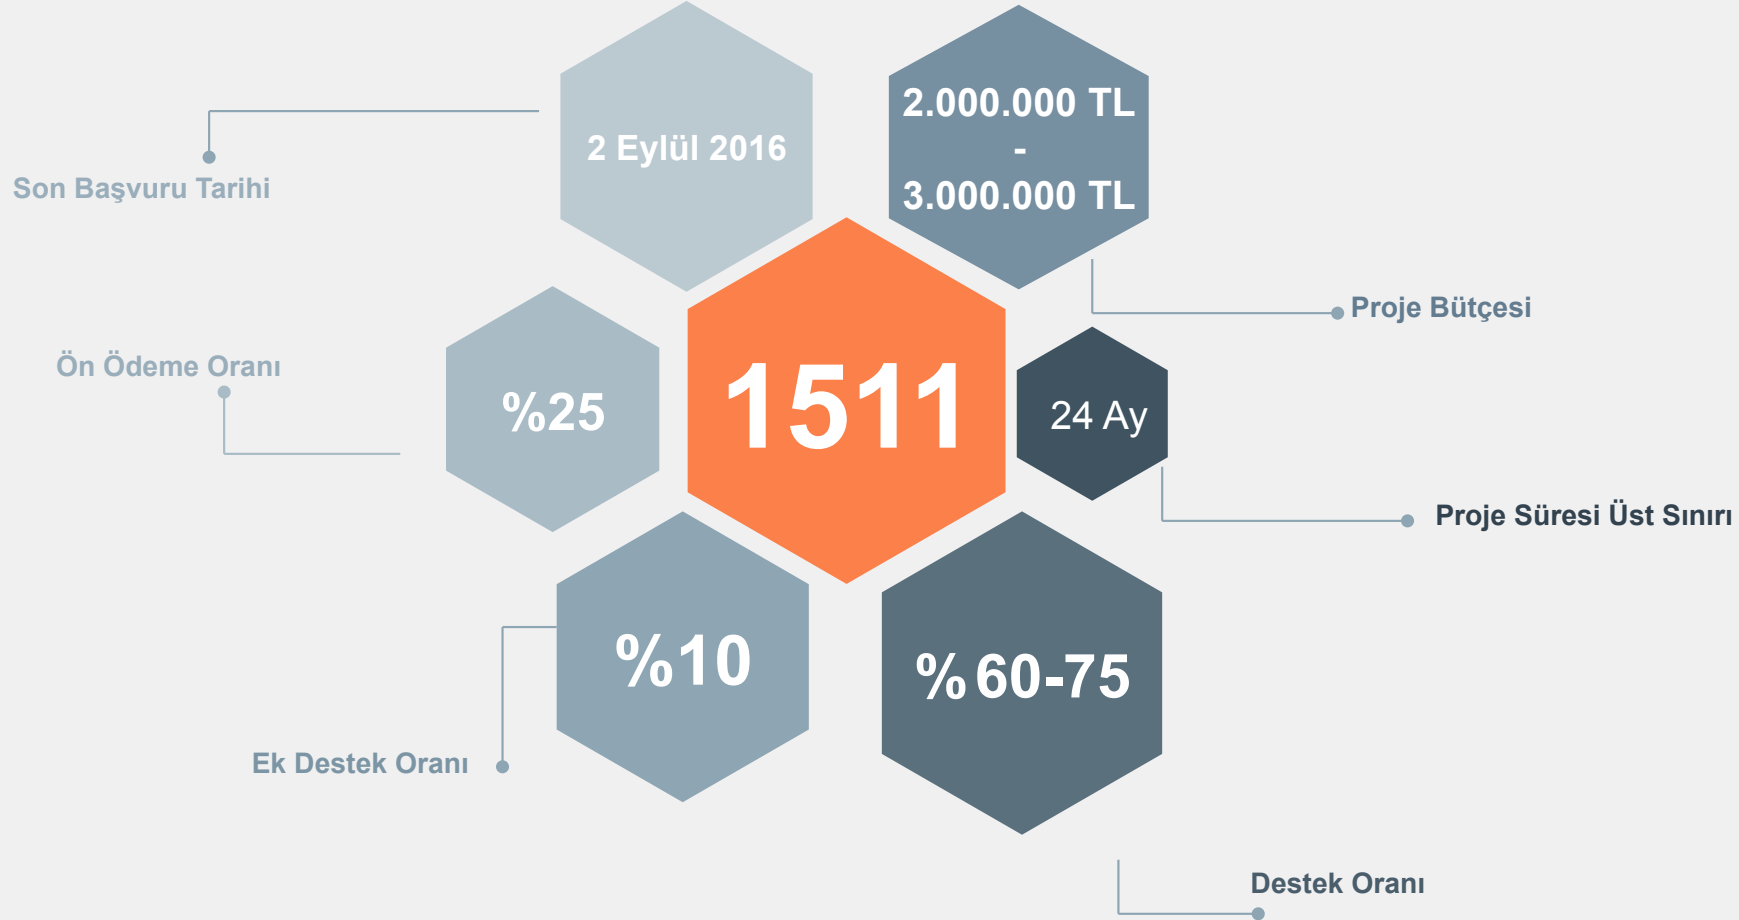 2 Eylül 2016
2.000.000 TL
-
3.000.000 TL
Son Başvuru Tarihi
Proje Bütçesi
Ön Ödeme Oranı
%25
1511
24 Ay
Proje Süresi Üst Sınırı
%10
%60-75
Ek Destek Oranı
Destek Oranı